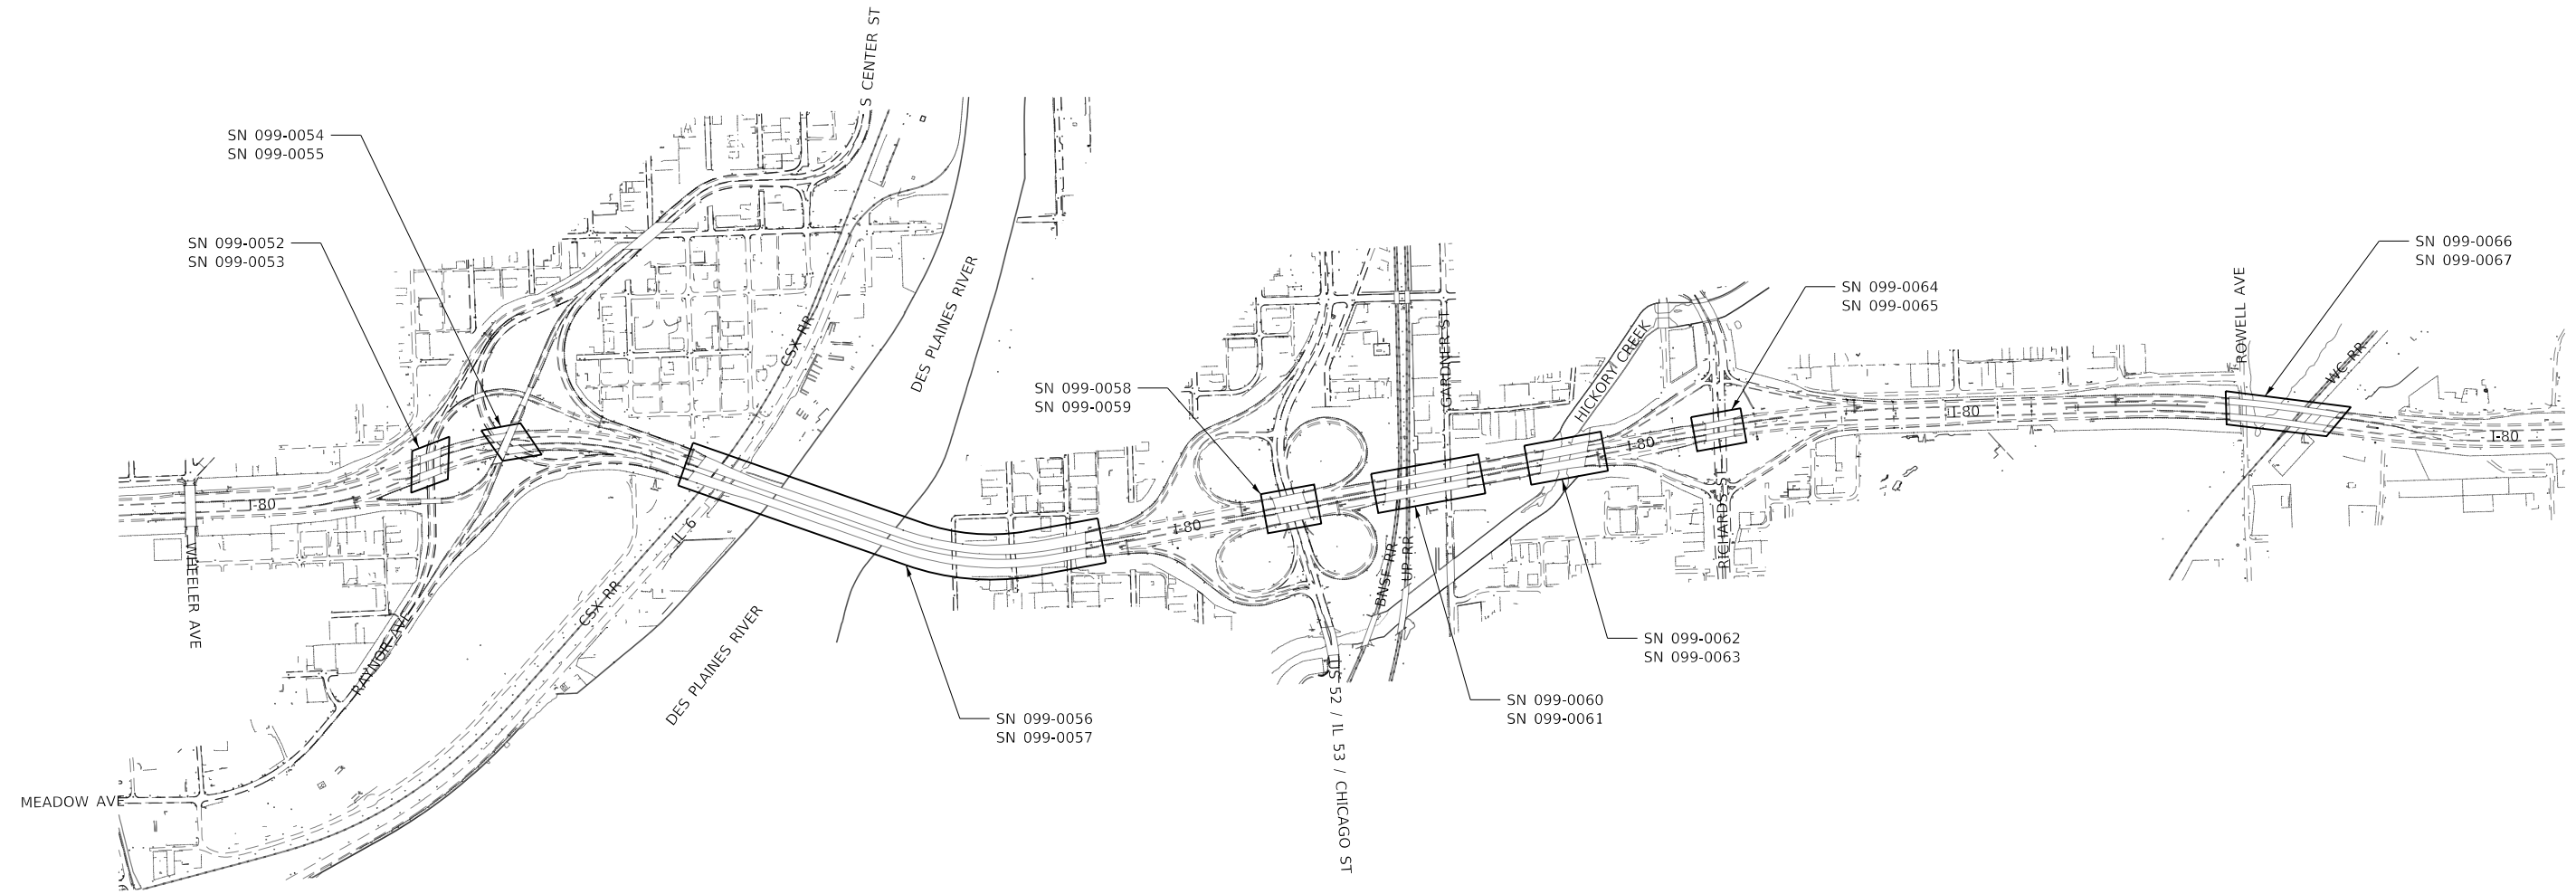 S CENTER ST
SN 099-0054
SN 099-0055
SN 099-0052
SN 099-0053
SN 099-0066
SN 099-0067
SN 099-0064
SN 099-0065
SN 099-0058
SN 099-0059
DES PLAINES RIVER
CSX RR
GARDNER ST
HICKORY CREEK
ROWELL AVE
WC RR
I-80
I-80
I-80
I-80
I-80
WHEELER AVE
RAYNOR AVE
IL 6
CSX RR
DES PLAINES RIVER
BNSF RR
UP RR
RICHARDS ST
SN 099-0062
SN 099-0063
SN 099-0060
SN 099-0061
SN 099-0056
SN 099-0057
US 52 / IL 53 / CHICAGO ST
MEADOW AVE